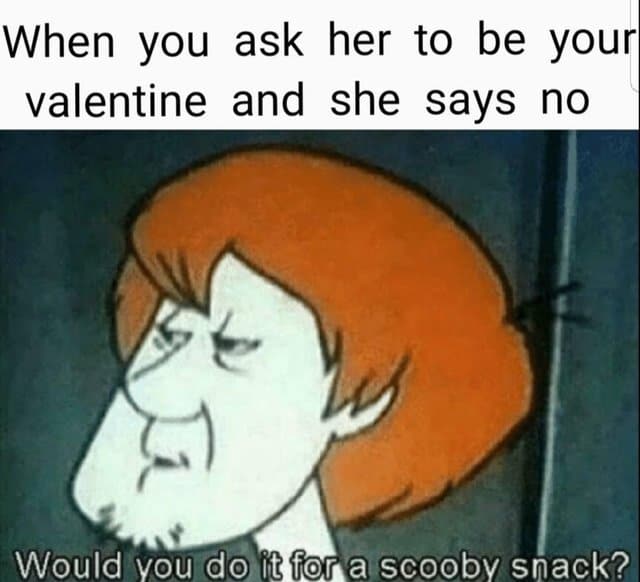 When you ask her to be your
valentine and she says no
Would you do it for a scooby snack?